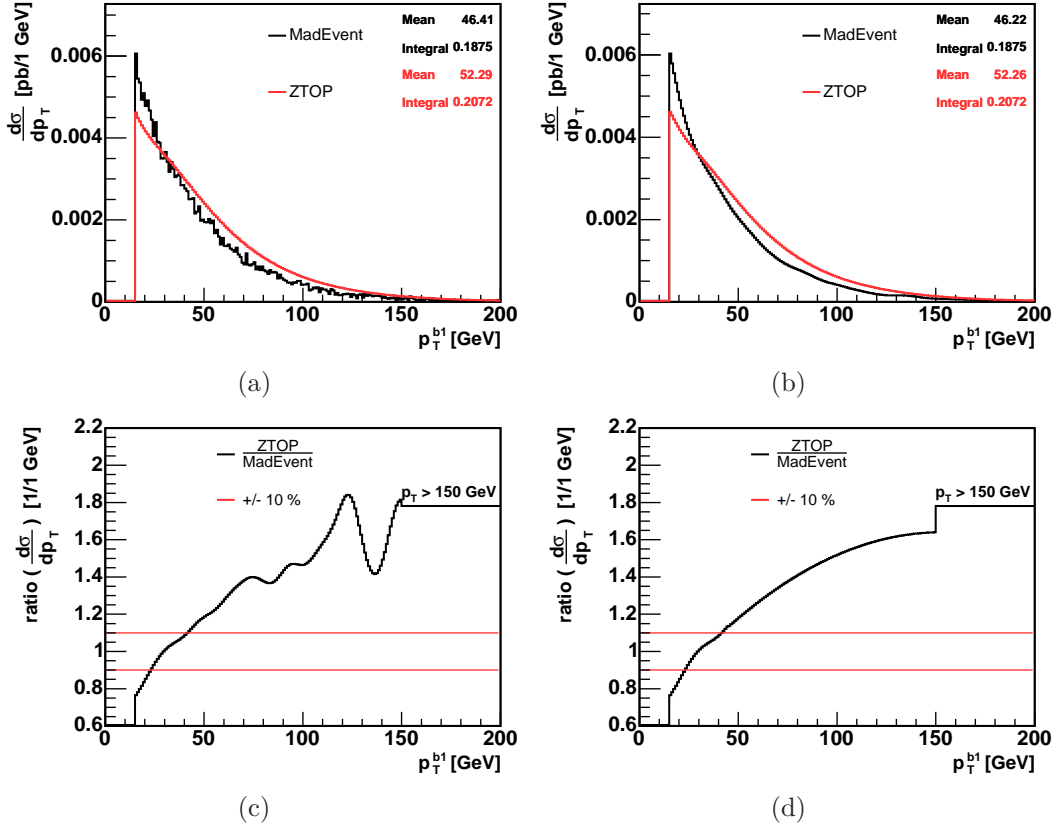 dσ/dp_T [pb/1 GeV]
0.006
0.004
0.002
0
0 50 100 150 200
p_T^b1 [GeV]
MadEvent
ZTOP
Mean 46.41
Integral 0.1875
Mean 52.29
Integral 0.2072
(a)
dσ/dp_T [pb/1 GeV]
0.006
0.004
0.002
0
0 50 100 150 200
p_T^b1 [GeV]
MadEvent
ZTOP
Mean 46.22
Integral 0.1875
Mean 52.26
Integral 0.2072
(b)
ratio (dσ/dp_T) [1/1 GeV]
2.2
2
1.8
1.6
1.4
1.2
1
0.8
0.6
0 50 100 150 200
p_T^b1 [GeV]
ZTOP
MadEvent
+/- 10 %
p_T > 150 GeV
(c)
ratio (dσ/dp_T) [1/1 GeV]
2.2
2
1.8
1.6
1.4
1.2
1
0.8
0.6
0 50 100 150 200
p_T^b1 [GeV]
ZTOP
MadEvent
+/- 10 %
p_T > 150 GeV
(d)